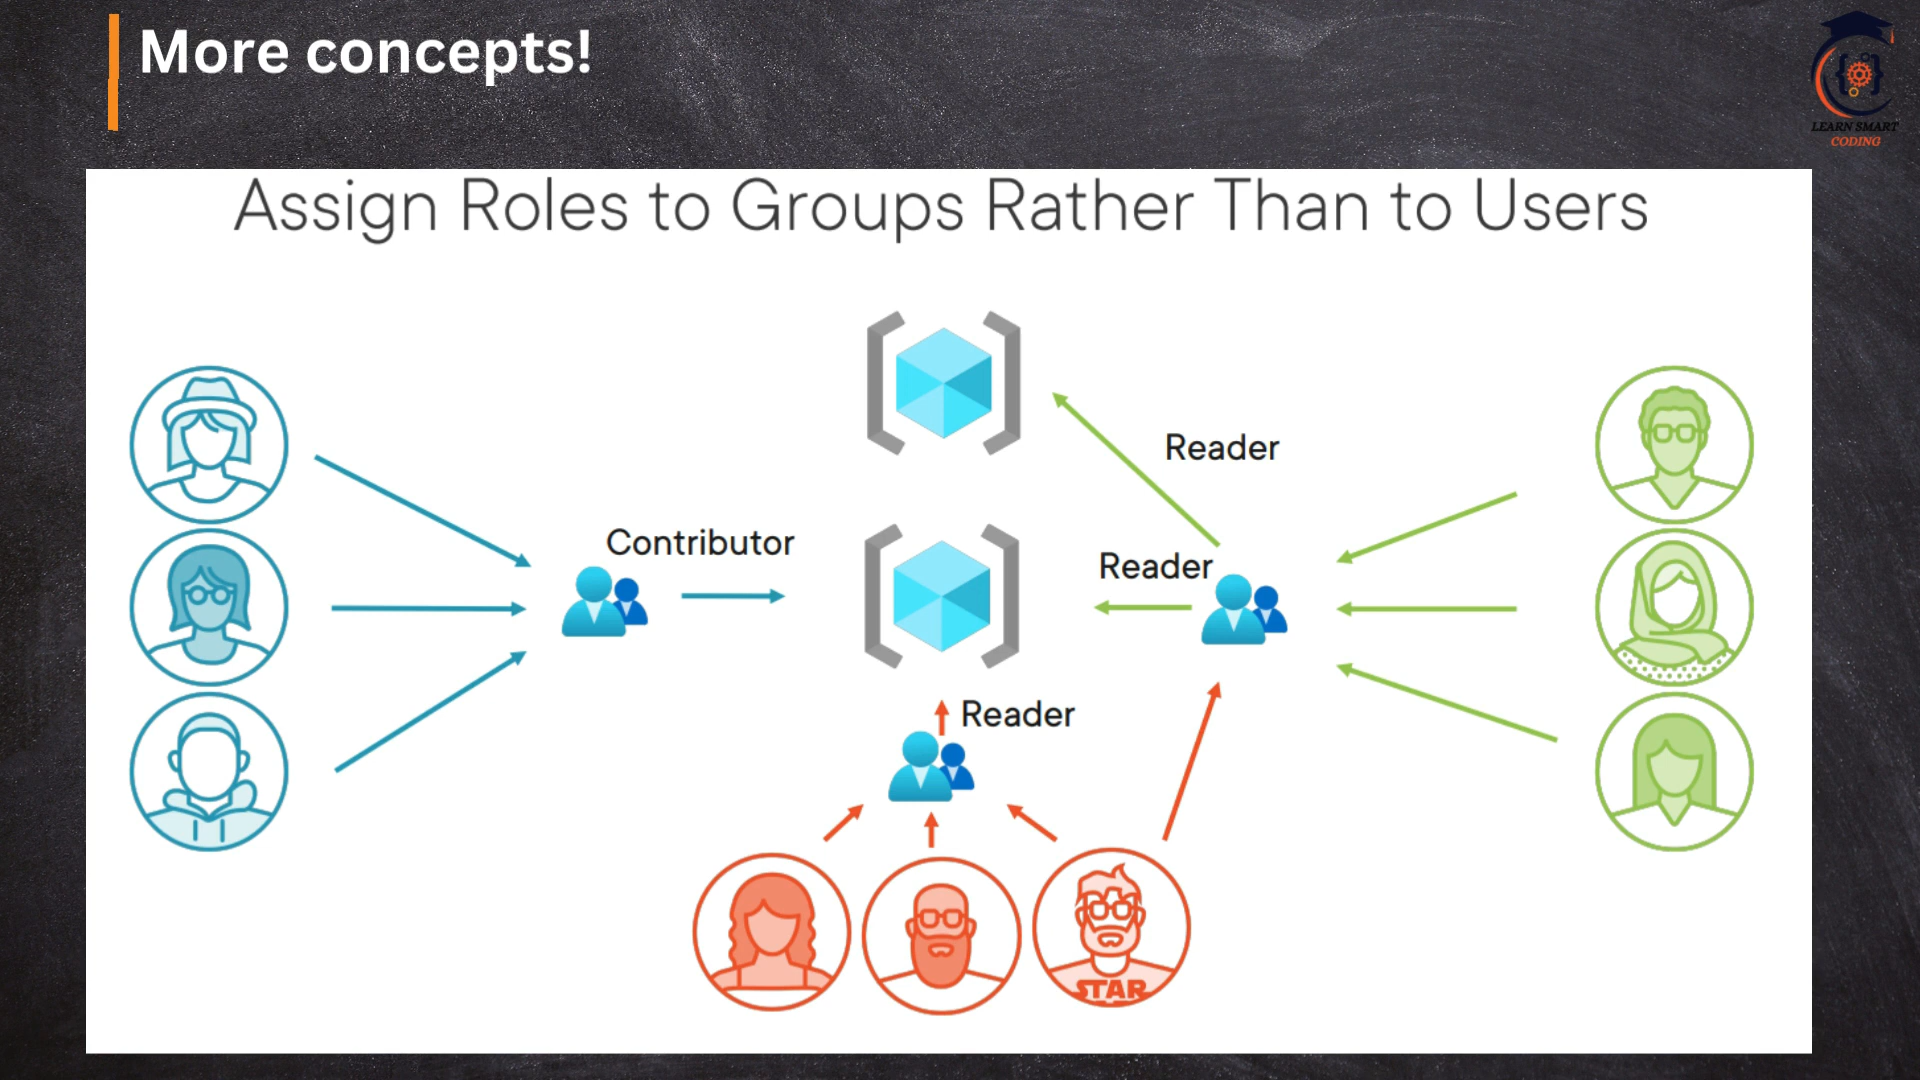 More concepts!
LEARN SMART
CODING
Assign Roles to Groups Rather Than to Users
Reader
Contributor
Reader
Reader
STAR